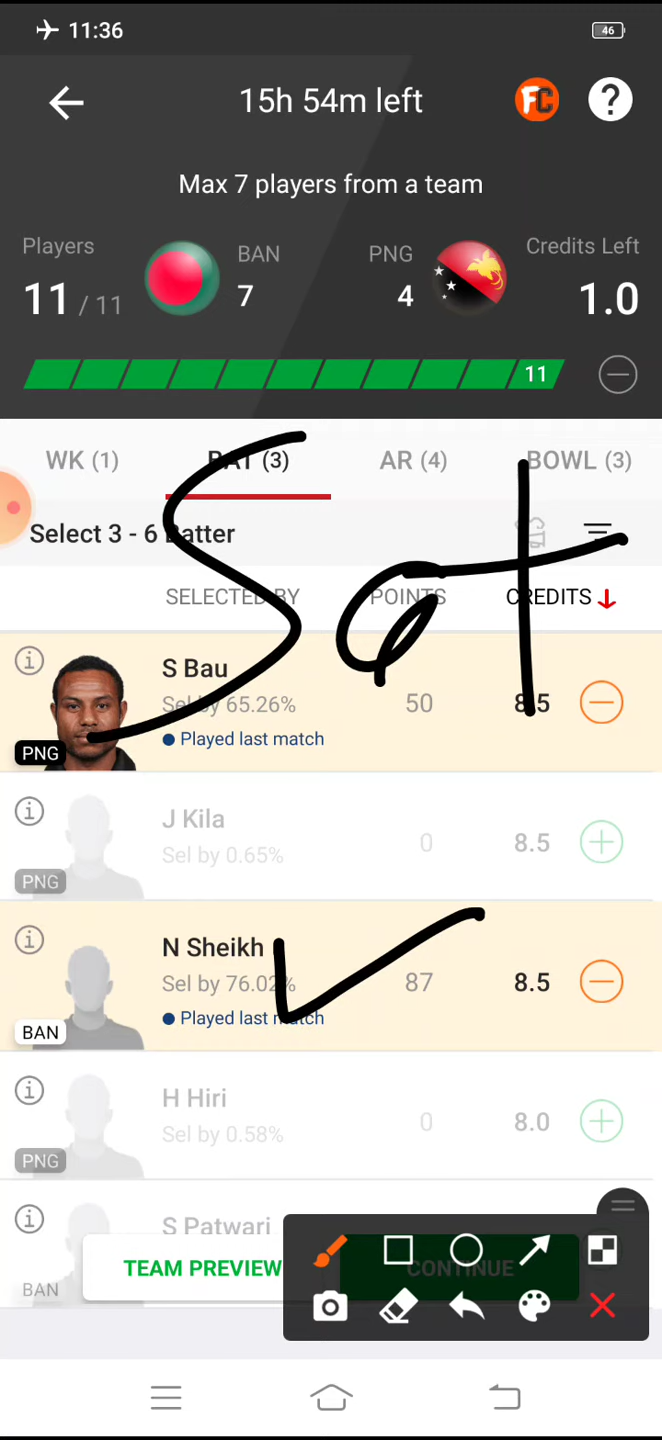 11:36
46
15h 54m left
FC
?
Max 7 players from a team
Players
BAN
PNG
Credits Left
11 / 11
7
4
1.0
11
WK (1)
BAT (3)
AR (4)
BOWL (3)
Select 3 - 6 Batter
SELECTED BY
POINTS
CREDITS
Sat
S Bau
Sel by 65.26%
50
8.5
Played last match
PNG
J Kila
Sel by 0.65%
0
8.5
PNG
N Sheikh
Sel by 76.02%
87
8.5
Played last match
BAN
H Hiri
Sel by 0.58%
0
8.0
PNG
S Patwari
BAN
TEAM PREVIEW
CONTINUE